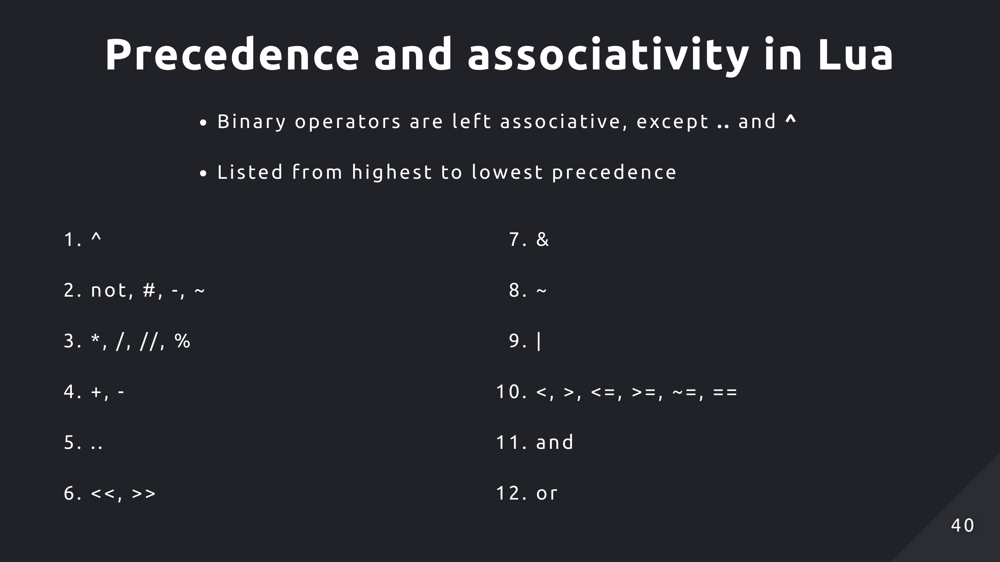 Precedence and associativity in Lua
• Binary operators are left associative, except .. and ^
• Listed from highest to lowest precedence
1. ^
2. not, #, -, ~
3. *, /, //, %
4. +, -
5. ..
6. <<, >>
7. &
8. ~
9. |
10. <, >, <=, >=, ~=, ==
11. and
12. or
40